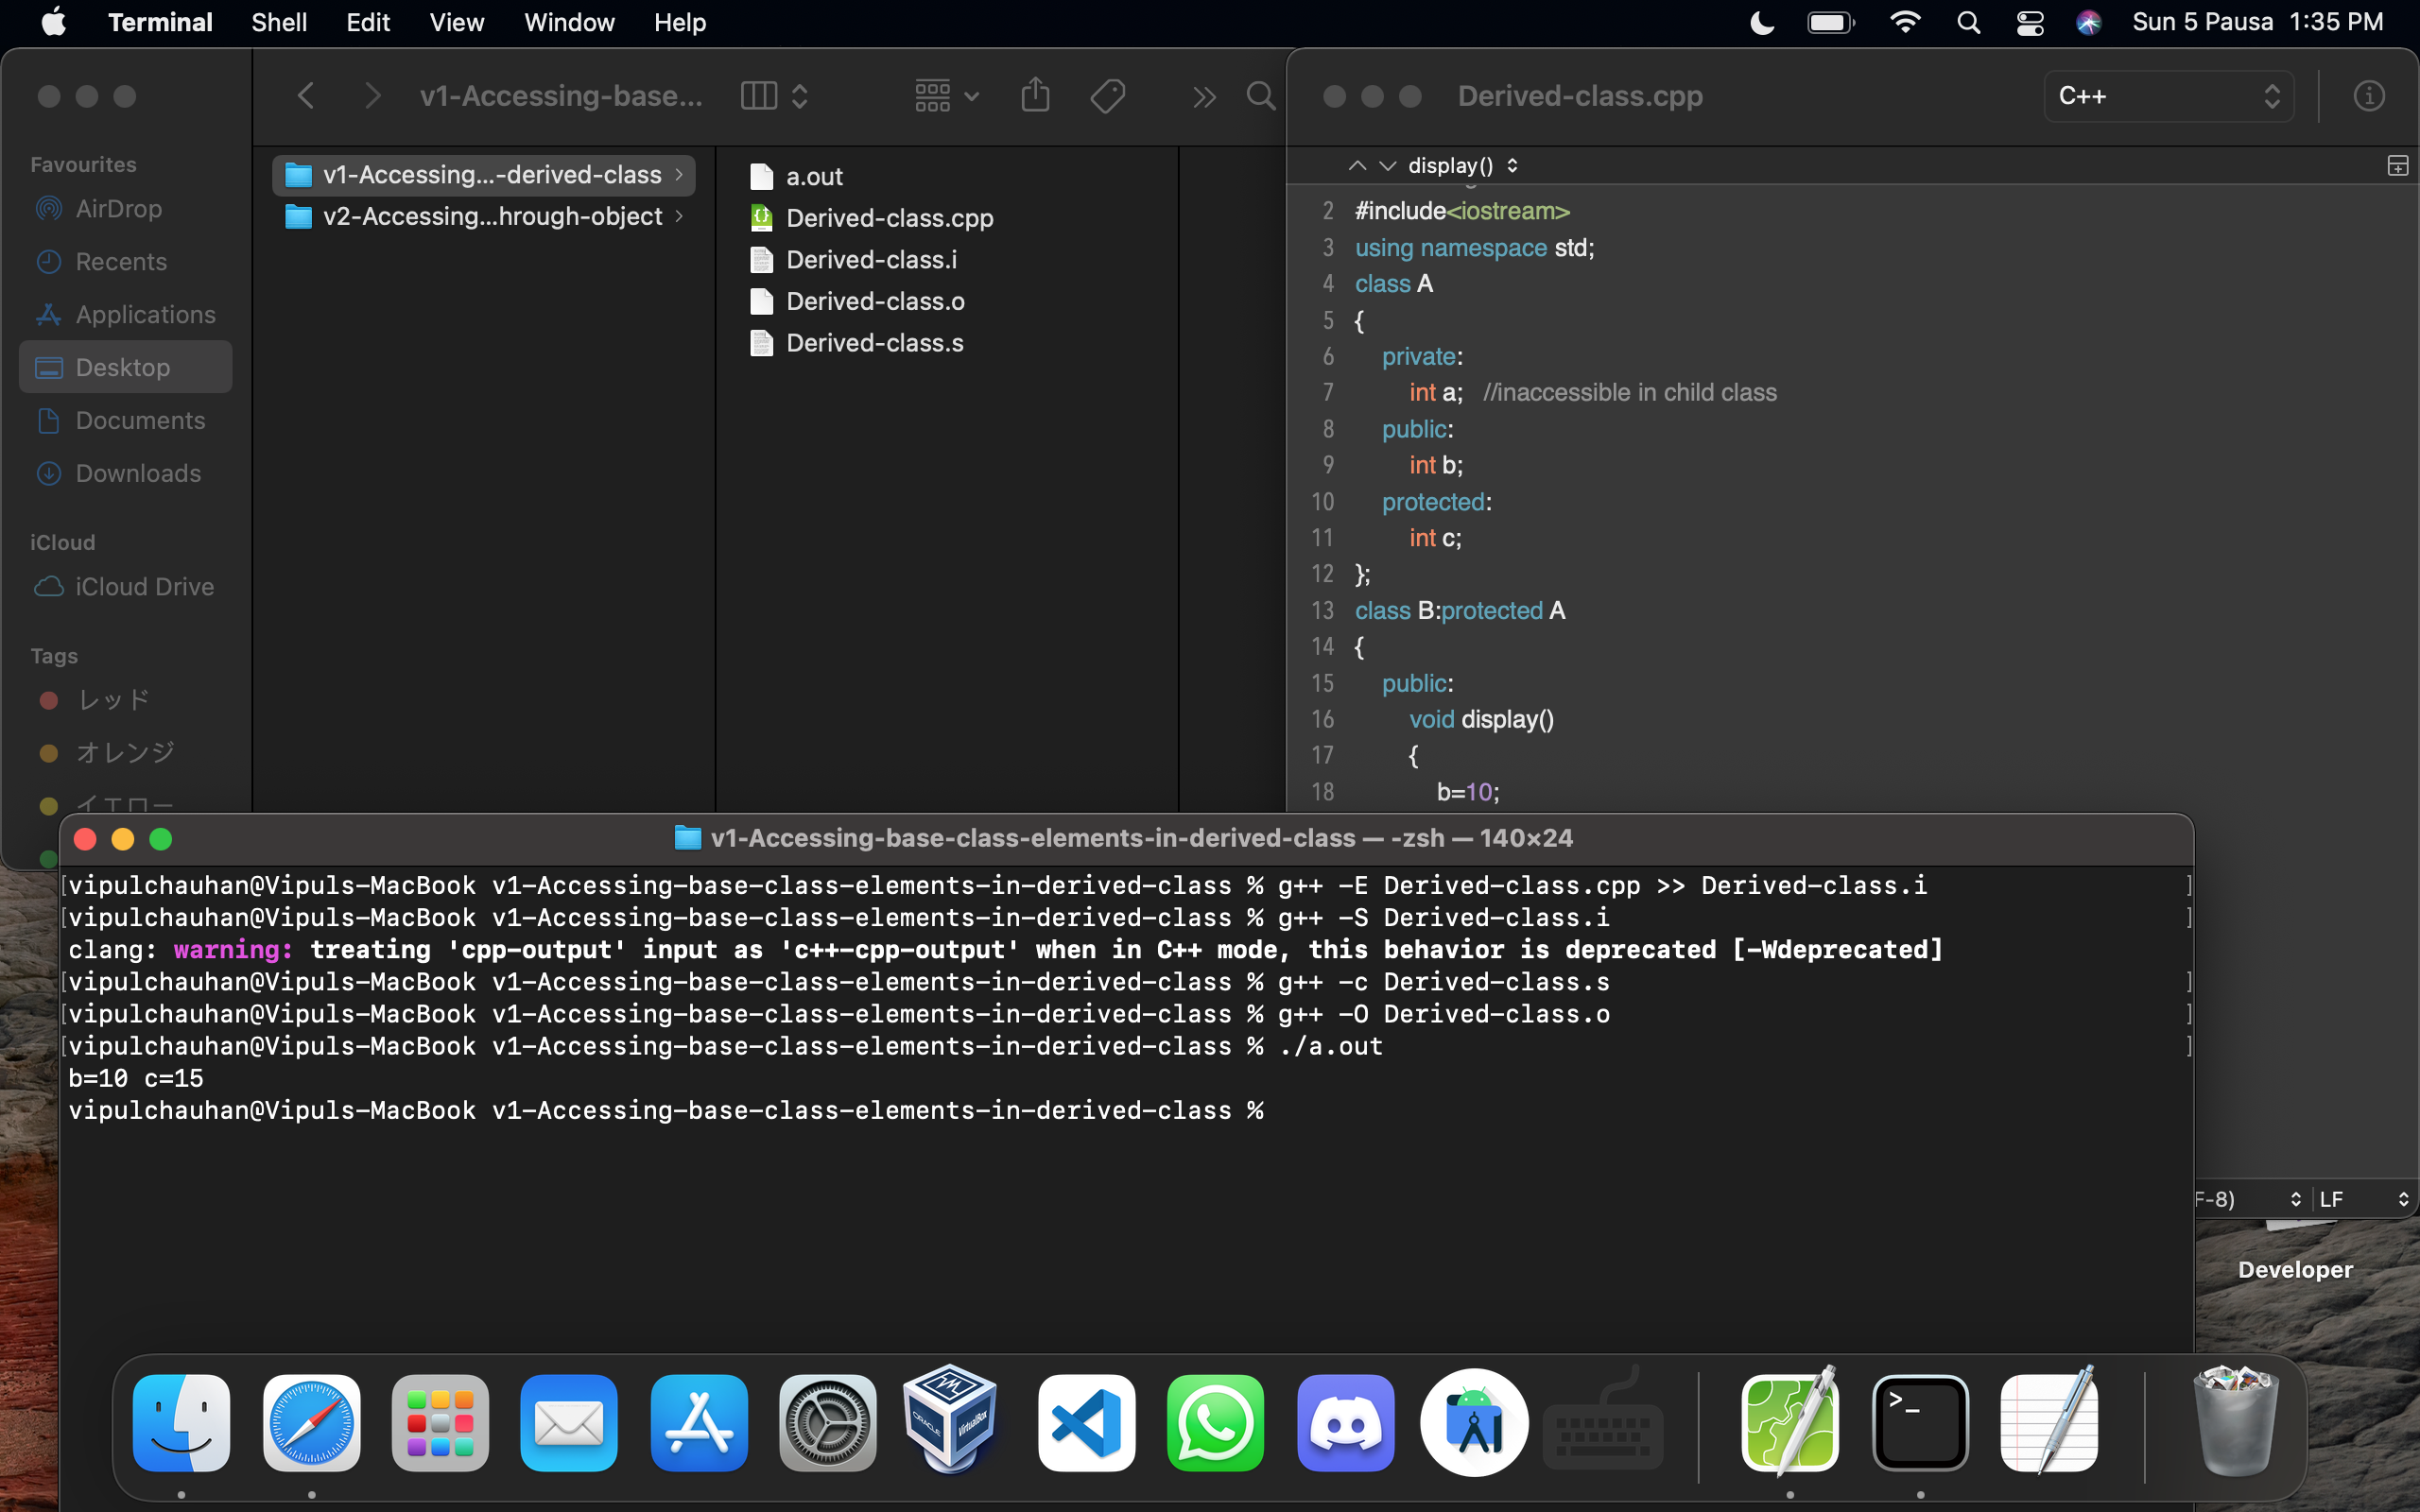 Terminal Shell Edit View Window Help Sun 5 Pausa 1:35 PM
v1-Accessing-base...
Favourites
AirDrop
Recents
Applications
Desktop
Documents
Downloads
iCloud
iCloud Drive
Tags
レッド
オレンジ
イエロー
v1-Accessing...-derived-class
v2-Accessing...hrough-object
a.out
Derived-class.cpp
Derived-class.i
Derived-class.o
Derived-class.s
Derived-class.cpp C++
display()
2 #include<iostream>
3 using namespace std;
4 class A
5 {
6 private:
7 int a; //inaccessible in child class
8 public:
9 int b;
10 protected:
11 int c;
12 };
13 class B:protected A
14 {
15 public:
16 void display()
17 {
18 b=10;
F-8) LF
v1-Accessing-base-class-elements-in-derived-class — -zsh — 140×24
[vipulchauhan@Vipuls-MacBook v1-Accessing-base-class-elements-in-derived-class % g++ -E Derived-class.cpp >> Derived-class.i ]
[vipulchauhan@Vipuls-MacBook v1-Accessing-base-class-elements-in-derived-class % g++ -S Derived-class.i ]
clang: warning: treating 'cpp-output' input as 'c++-cpp-output' when in C++ mode, this behavior is deprecated [-Wdeprecated]
[vipulchauhan@Vipuls-MacBook v1-Accessing-base-class-elements-in-derived-class % g++ -c Derived-class.s ]
[vipulchauhan@Vipuls-MacBook v1-Accessing-base-class-elements-in-derived-class % g++ -O Derived-class.o ]
[vipulchauhan@Vipuls-MacBook v1-Accessing-base-class-elements-in-derived-class % ./a.out ]
b=10 c=15
vipulchauhan@Vipuls-MacBook v1-Accessing-base-class-elements-in-derived-class %
Developer
ORACLE VirtualBox
>_